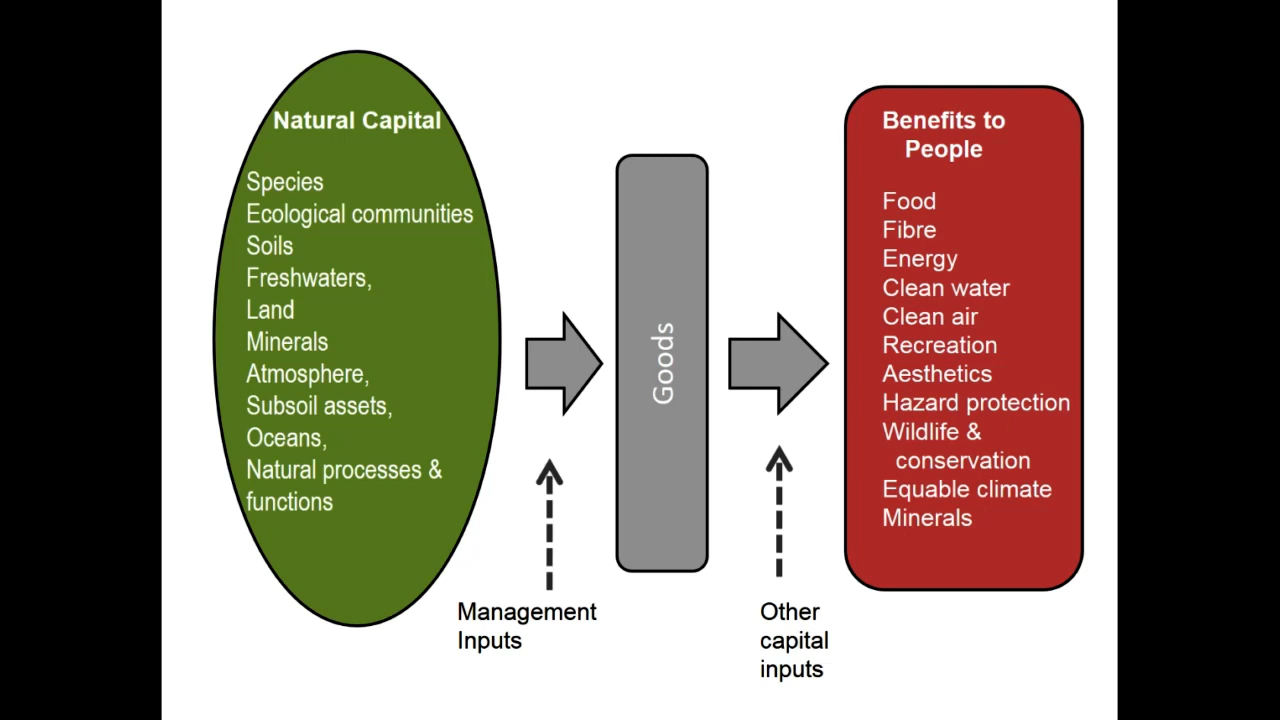 Natural Capital
Species
Ecological communities
Soils
Freshwaters,
Land
Minerals
Atmosphere,
Subsoil assets,
Oceans,
Natural processes &
functions
Management
Inputs
Goods
Other
capital
inputs
Benefits to
People
Food
Fibre
Energy
Clean water
Clean air
Recreation
Aesthetics
Hazard protection
Wildlife &
conservation
Equable climate
Minerals